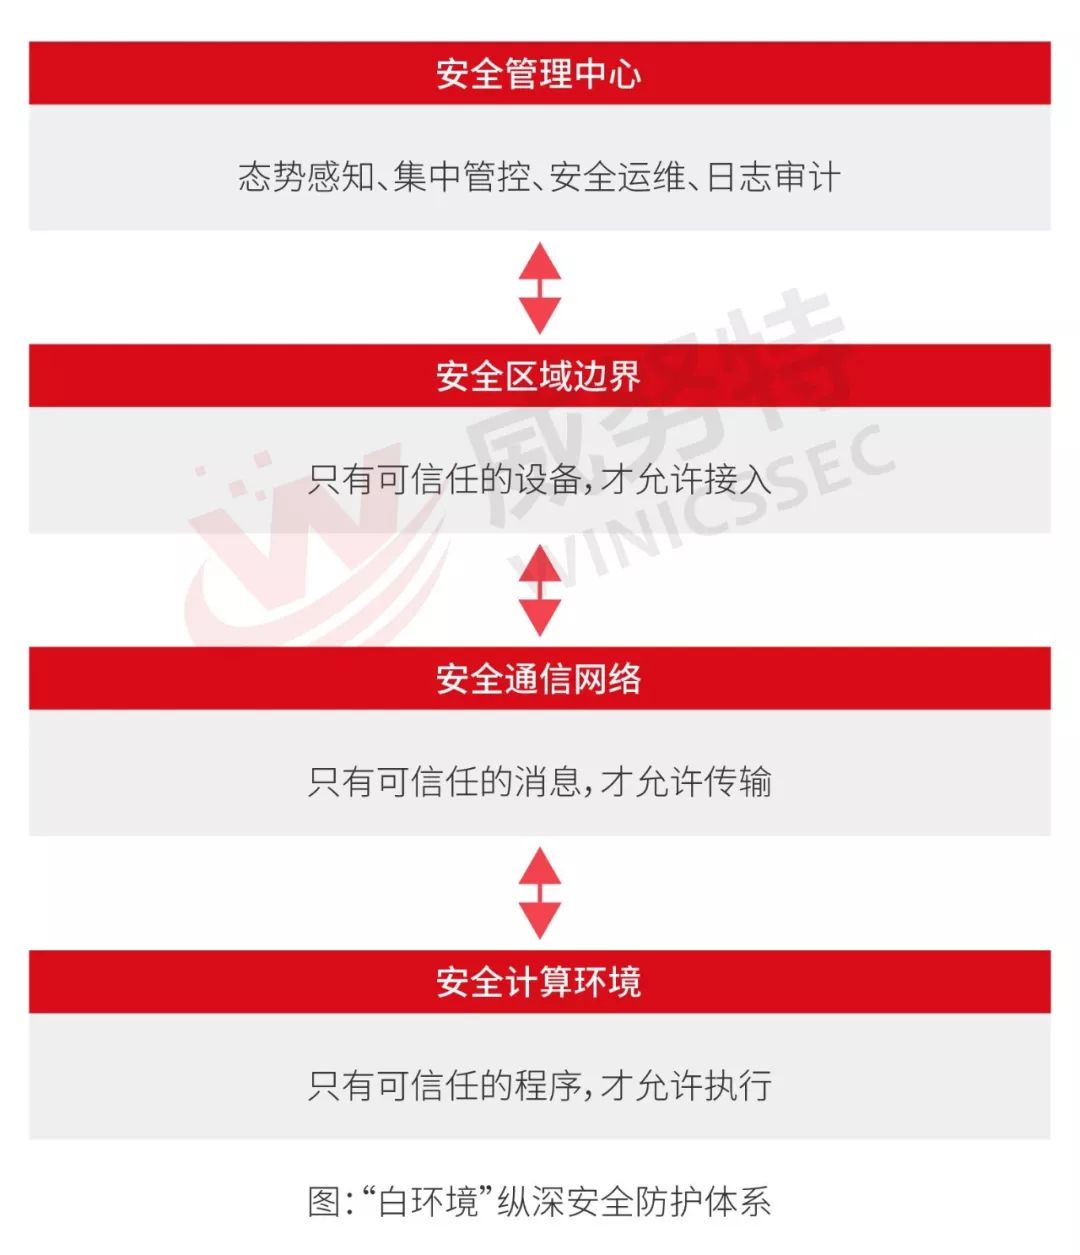 安全管理中心
态势感知、集中管控、安全运维、日志审计
安全区域边界
只有可信任的设备，才允许接入
威努特
WINICSSEC
安全通信网络
只有可信任的消息，才允许传输
安全计算环境
只有可信任的程序，才允许执行
图：“白环境”纵深安全防护体系